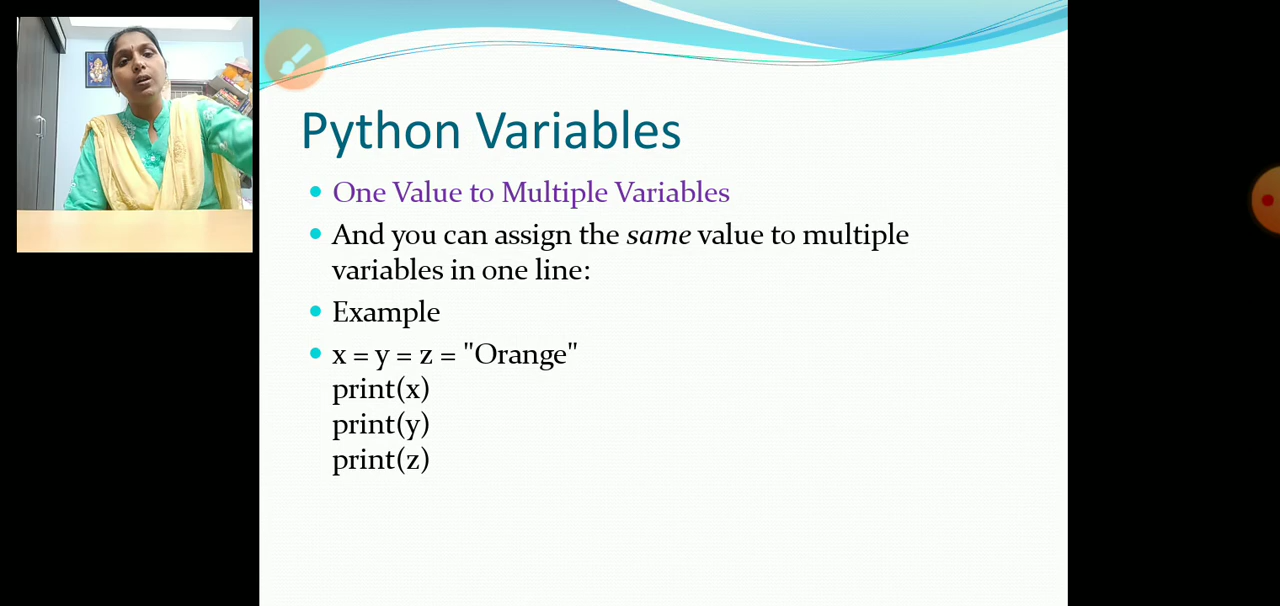 Python Variables
One Value to Multiple Variables
And you can assign the same value to multiple
variables in one line:
Example
x = y = z = "Orange"
print(x)
print(y)
print(z)